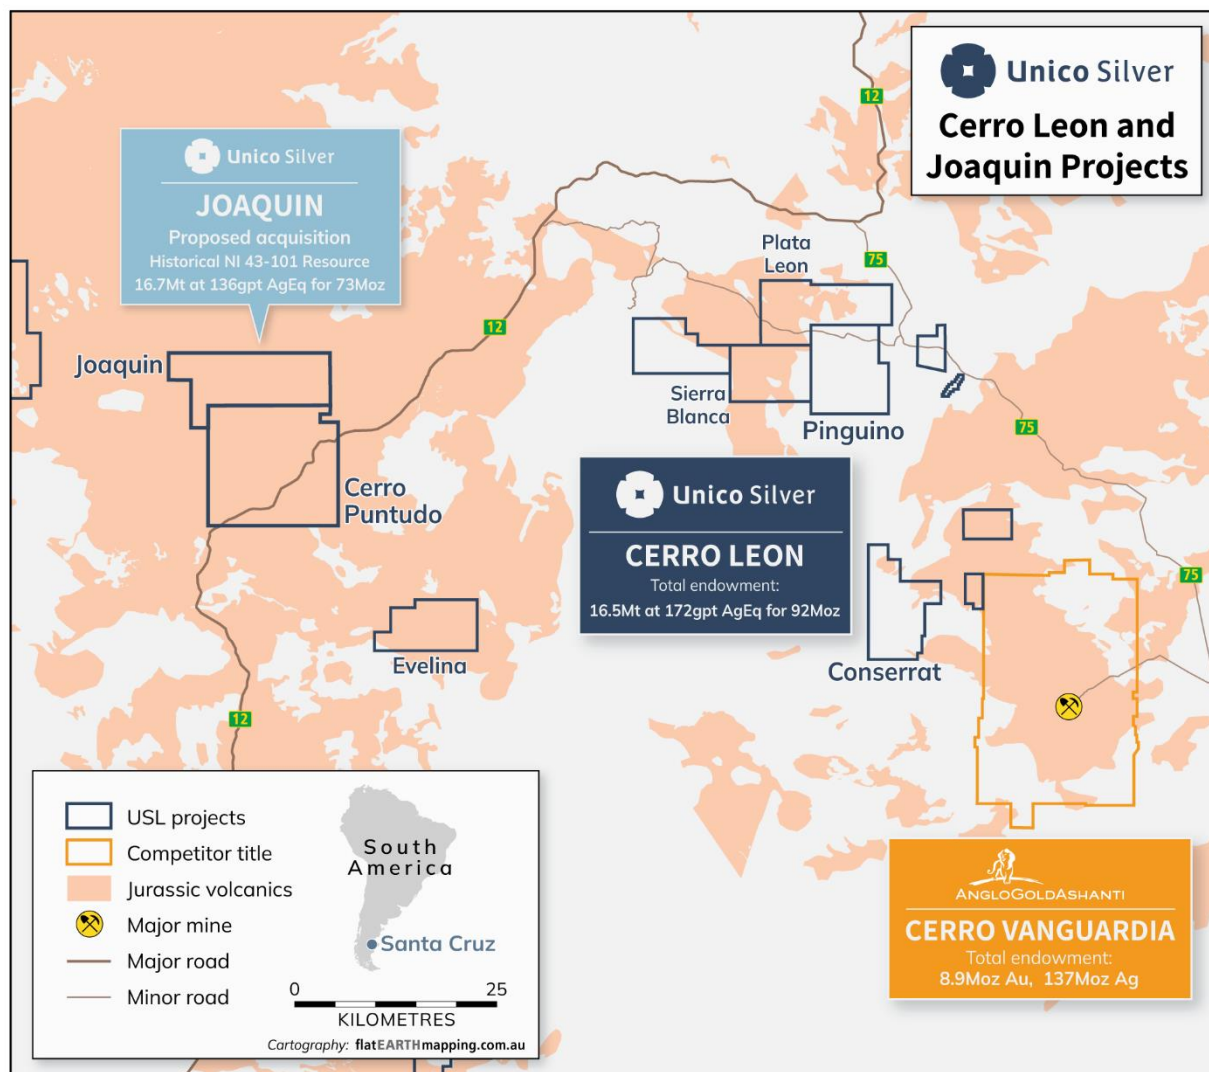 Unico Silver
Cerro Leon and
Joaquin Projects
12
Unico Silver
JOAQUIN
Proposed acquisition
Historical NI 43-101 Resource
16.7Mt at 136gpt AgEq for 73Moz
Plata
Leon
75
12
Joaquin
Sierra
Blanca
Pinguino
75
Cerro
Puntudo
Unico Silver
CERRO LEON
Total endowment:
16.5Mt at 172gpt AgEq for 92Moz
75
Evelina
Conserrat
12
USL projects
Competitor title
Jurassic volcanics
Major mine
Major road
Minor road
South
America
Santa Cruz
0 25
KILOMETRES
Cartography: flatEARTHmapping.com.au
ANGLOGOLDASHANTI
CERRO VANGUARDIA
Total endowment:
8.9Moz Au, 137Moz Ag